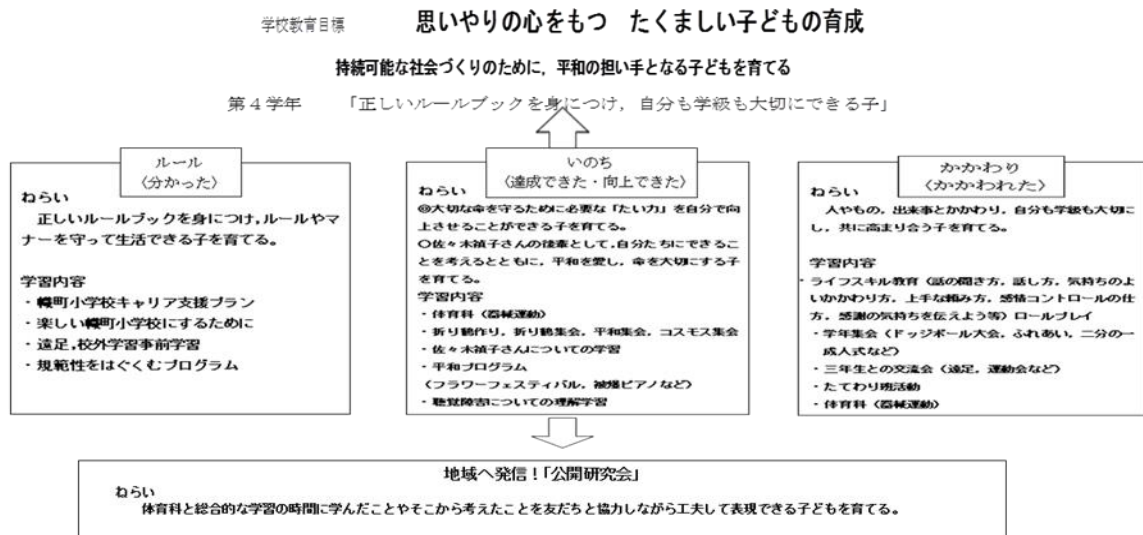 学校教育目標 思いやりの心をもつ たくましい子どもの育成
持続可能な社会づくりのために，平和の担い手となる子どもを育てる
第４学年 「正しいルールブックを身につけ，自分も学級も大切にできる子」
ルール
〈分かった〉
ねらい
正しいルールブックを身につけ，ルールやマ
ナーを守って生活できる子を育てる。
学習内容
・幟町小学校キャリア支援プラン
・楽しい幟町小学校にするために
・遠足，校外学習事前学習
・規範性をはぐくむプログラム
いのち
〈達成できた・向上できた〉
ねらい
◎大切な命を守るために必要な「たい力」を自分で向
上させることができる子を育てる。
○佐々木禎子さんの後輩として，自分たちにできるこ
とを考えるとともに，平和を愛し，命を大切にする子
を育てる。
学習内容
・体育科（器械運動）
・折り鶴作り，折り鶴集会，平和集会，コスモス集会
・佐々木禎子さんについての学習
・平和プログラム
（フラワーフェスティバル，被爆ピアノなど）
・聴覚障害についての理解学習
かかわり
〈かかわれた〉
ねらい
人やもの，出来事とかかわり，自分も学級も大切に
し，共に高まり合う子を育てる。
学習内容
・ライフスキル教育（話の聞き方，話し方，気持ちのよ
いかかわり方，上手な頼み方，感情コントロールの仕
方，感謝の気持ちを伝えよう等）ロールプレイ
・学年集会（ドッジボール大会，ふれあい，二分の一
成人式など）
・三年生との交流会（遠足，運動会など）
・たてわり班活動
・体育科（器械運動）
地域へ発信！「公開研究会」
ねらい
体育科と総合的な学習の時間に学んだことやそこから考えたことを友だちと協力しながら工夫して表現できる子どもを育てる。